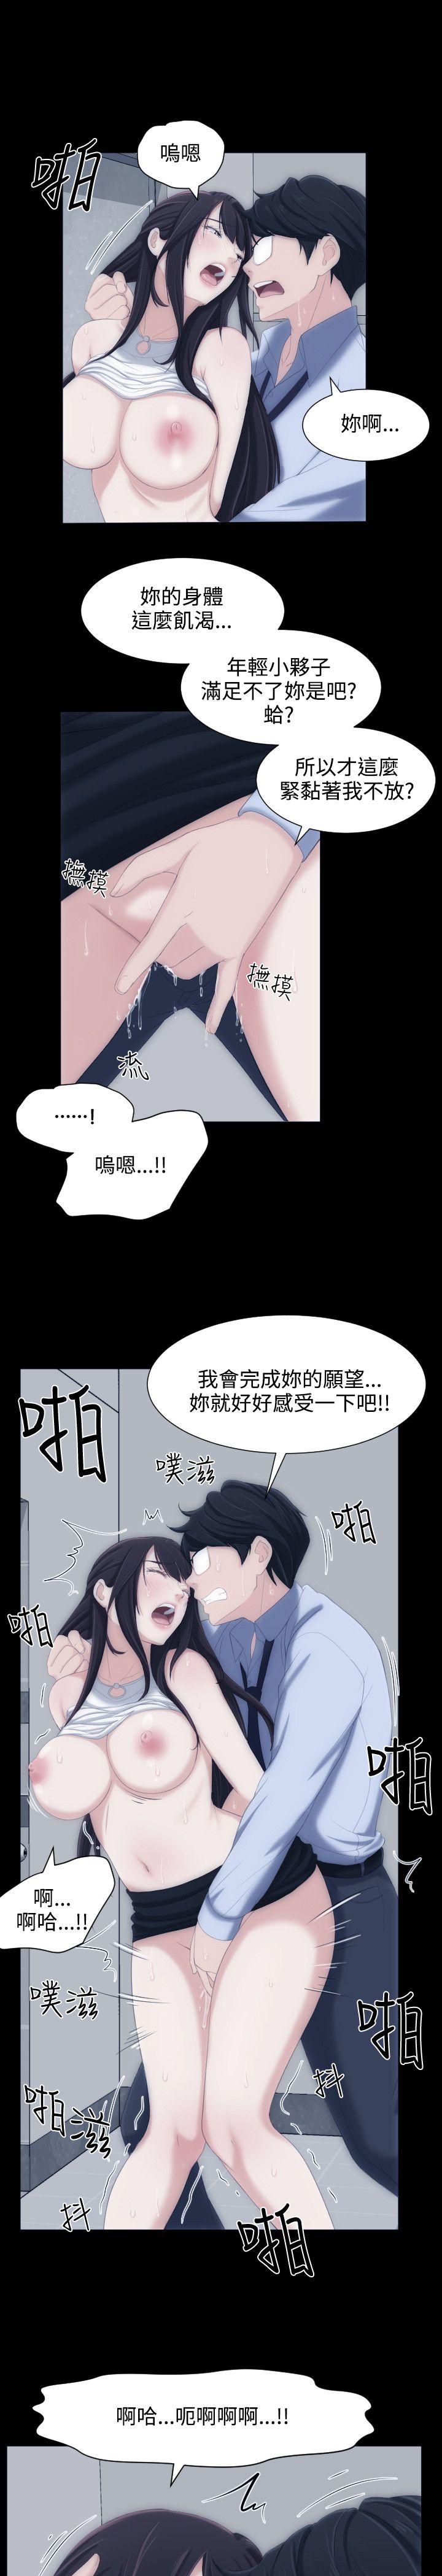 啪
嗚嗯
妳啊...
妳的身體
這麼飢渴...
年輕小夥子
滿足不了妳是吧?
蛤?
所以才這麼
緊黏著我不放?
撫摸
撫摸
流
......!
嗚嗯...!!
我會完成妳的願望...
妳就好好感受一下吧!!
啪
噗滋
啪
啪
啪
啊...
啊哈...!!
噗滋
啪
啪
滋
抖
抖
啪
啊哈...呃啊啊啊...!!